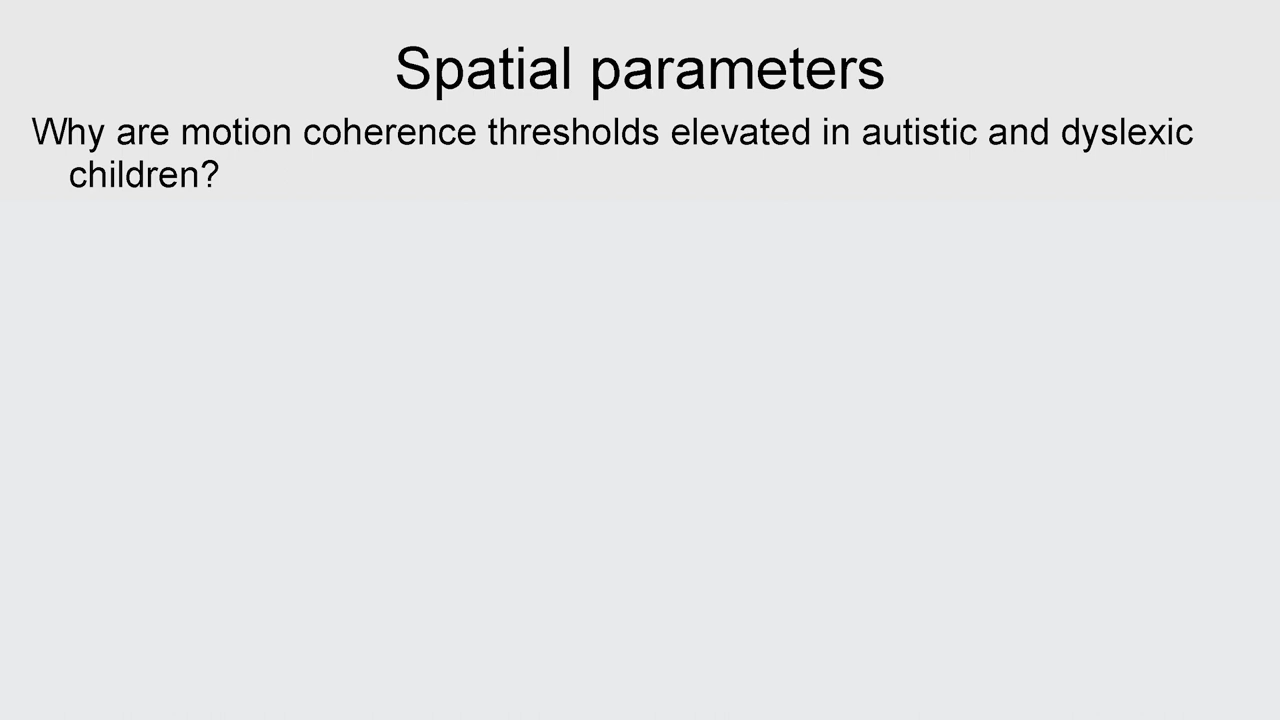 Spatial parameters
Why are motion coherence thresholds elevated in autistic and dyslexic
children?